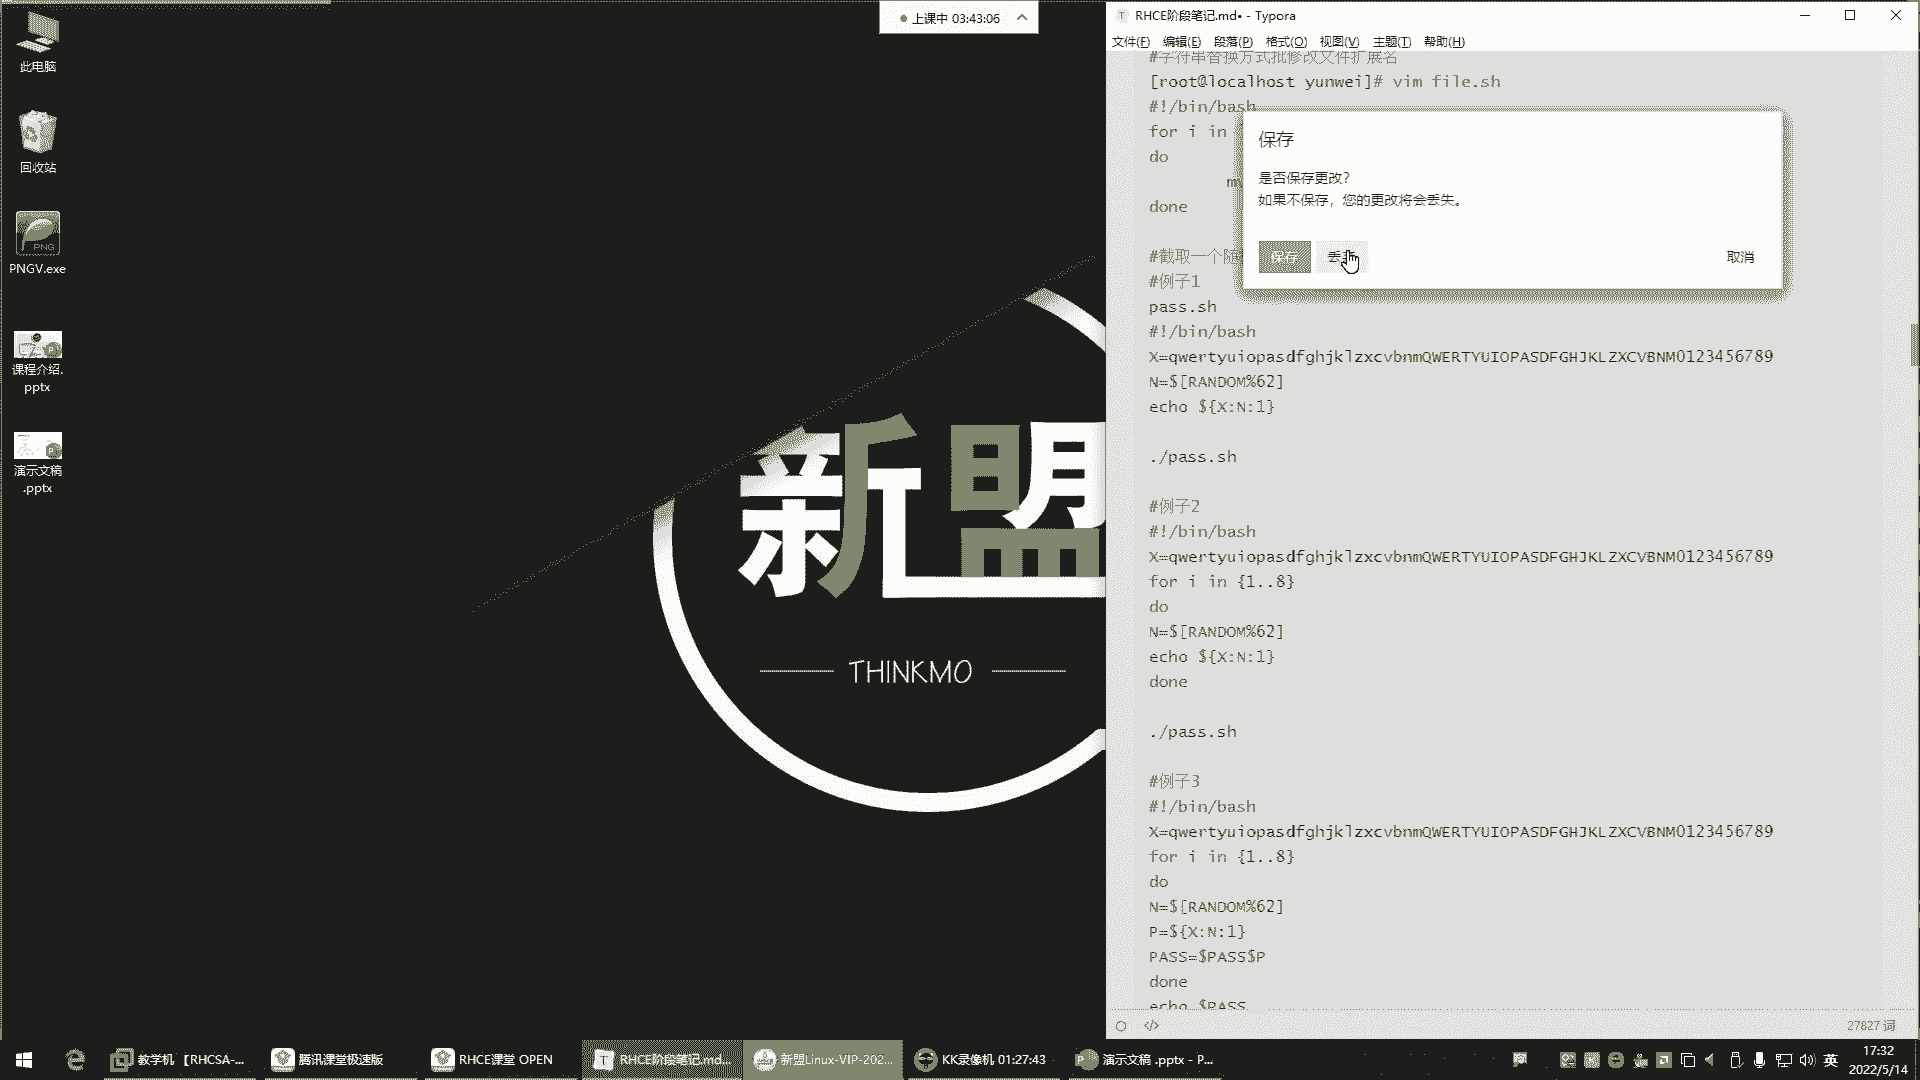 上课中 03:43:06
此电脑
回收站
PNG
PNGV.exe
课程介绍.
pptx
演示文稿
.pptx
新盟
THINKMO
RHCE阶段笔记.md• - Typora
文件(F) 编辑(E) 段落(P) 格式(O) 视图(V) 主题(T) 帮助(H)
#字符串替换方式批修改文件扩展名
[root@localhost yunwei]# vim file.sh
#!/bin/bash
for i in
do
done
#截取一个随
保存
是否保存更改?
如果不保存，您的更改将会丢失。
保存
取消
#例子1
pass.sh
#!/bin/bash
X=qwertyuiopasdfghjklzxcvbnmQWERTYUIOPASDFGHJKLZXCVBNM0123456789
N=$[RANDOM%62]
echo ${X:N:1}
./pass.sh
#例子2
#!/bin/bash
X=qwertyuiopasdfghjklzxcvbnmQWERTYUIOPASDFGHJKLZXCVBNM0123456789
for i in {1..8}
do
N=$[RANDOM%62]
echo ${X:N:1}
done
./pass.sh
#例子3
#!/bin/bash
X=qwertyuiopasdfghjklzxcvbnmQWERTYUIOPASDFGHJKLZXCVBNM0123456789
for i in {1..8}
do
N=$[RANDOM%62]
P=${X:N:1}
PASS=$PASS$P
done
echo $PASS
27827 词
教学机 【RHCSA-...
腾讯课堂极速版
RHCE课堂 OPEN
RHCE阶段笔记.md...
新盟Linux-VIP-202...
KK录像机 01:27:43
演示文稿 .pptx - P...
英
17:32
2022/5/14